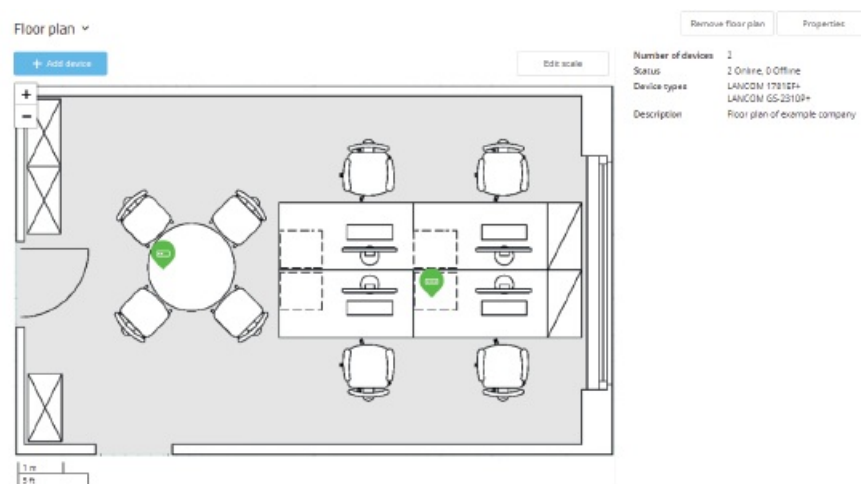 Floor plan
Remove floor plan
Properties
+ Add device
Edit scale
Number of devices 2
Status 2 Online, 0 Offline
Device types LANCOM 1781EF+
LANCOM GS-2310P+
Description Floor plan of example company
+
−
1 m
5 ft